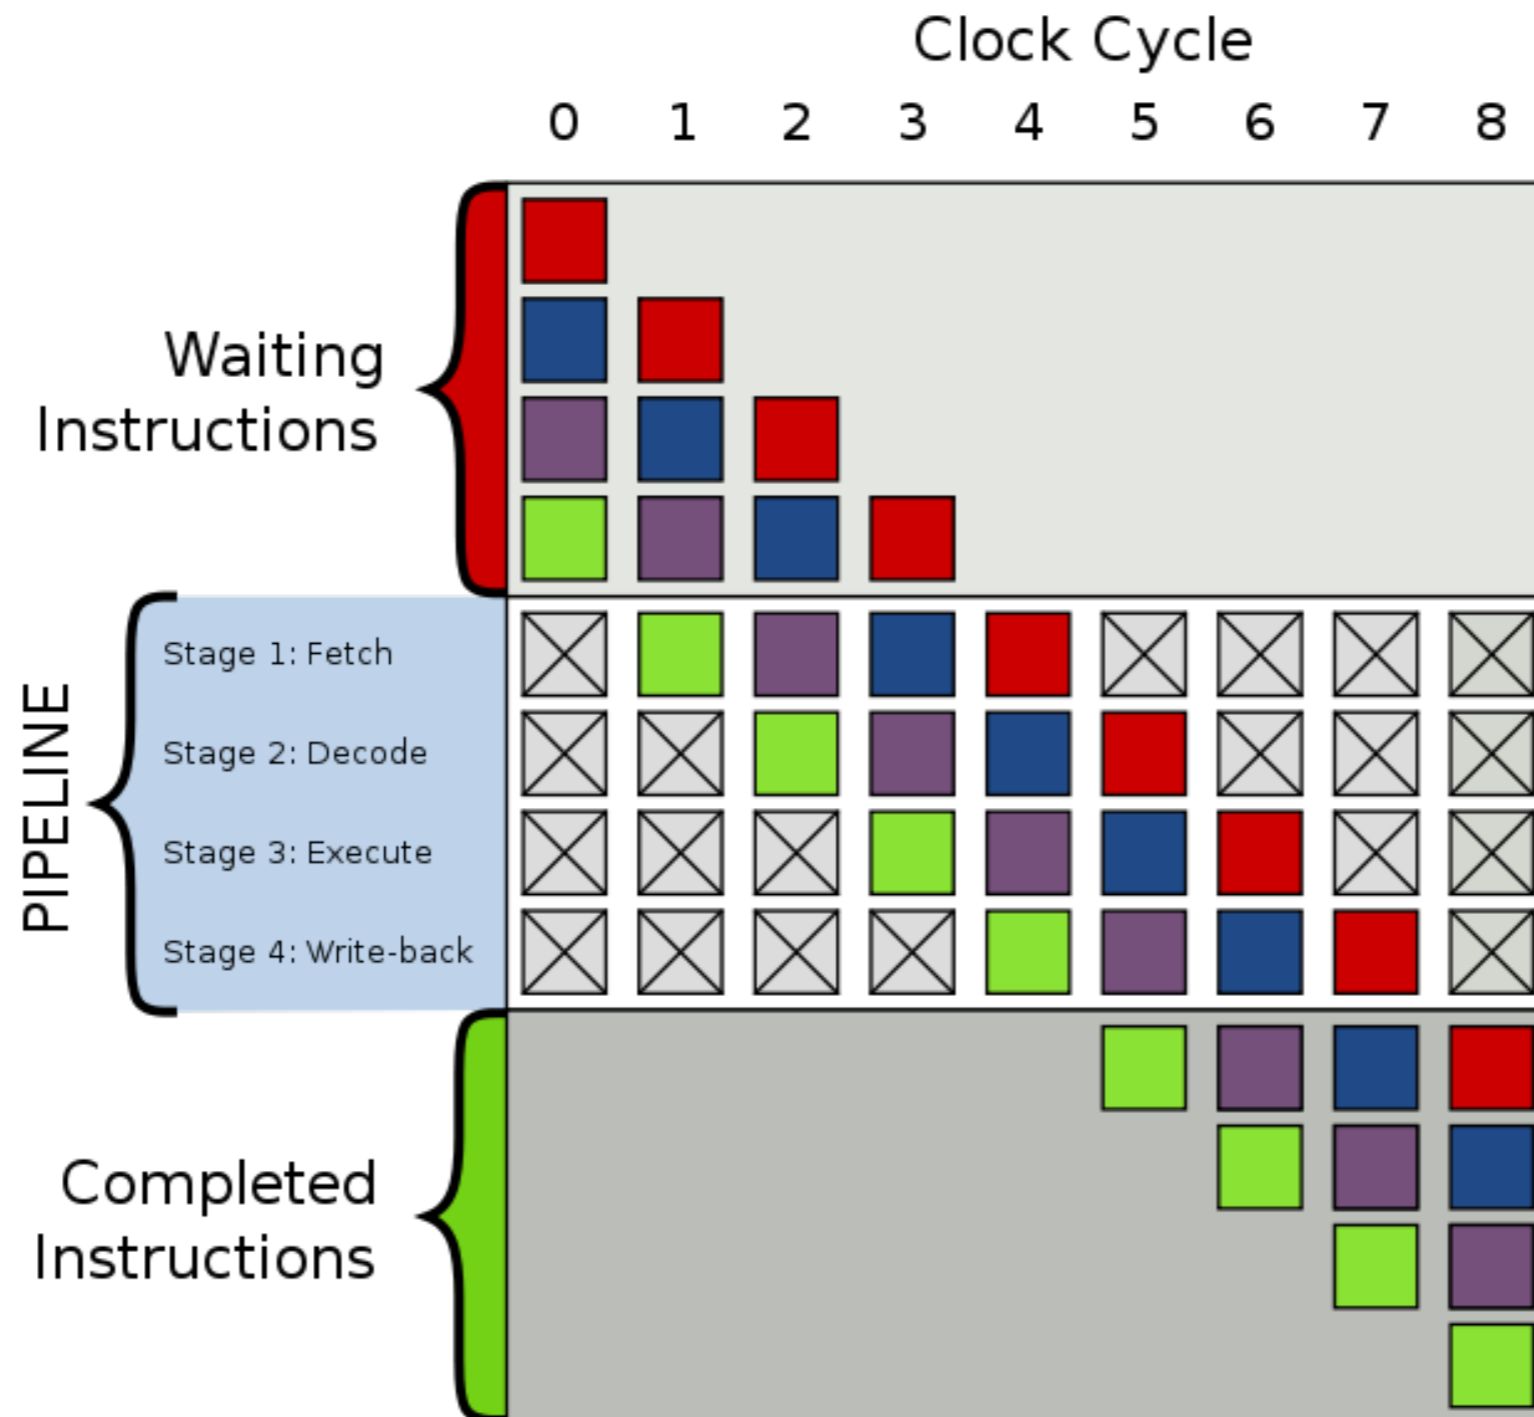 Clock Cycle
0 1 2 3 4 5 6 7 8
Waiting
Instructions
PIPELINE
Stage 1: Fetch
Stage 2: Decode
Stage 3: Execute
Stage 4: Write-back
Completed
Instructions